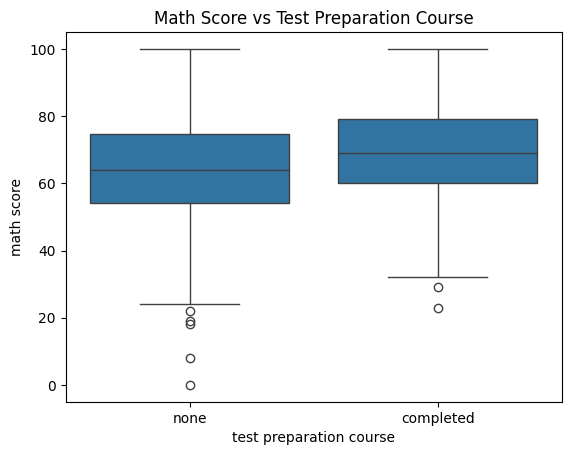 Math Score vs Test Preparation Course
100
80
60
40
20
0
math score
none
completed
test preparation course